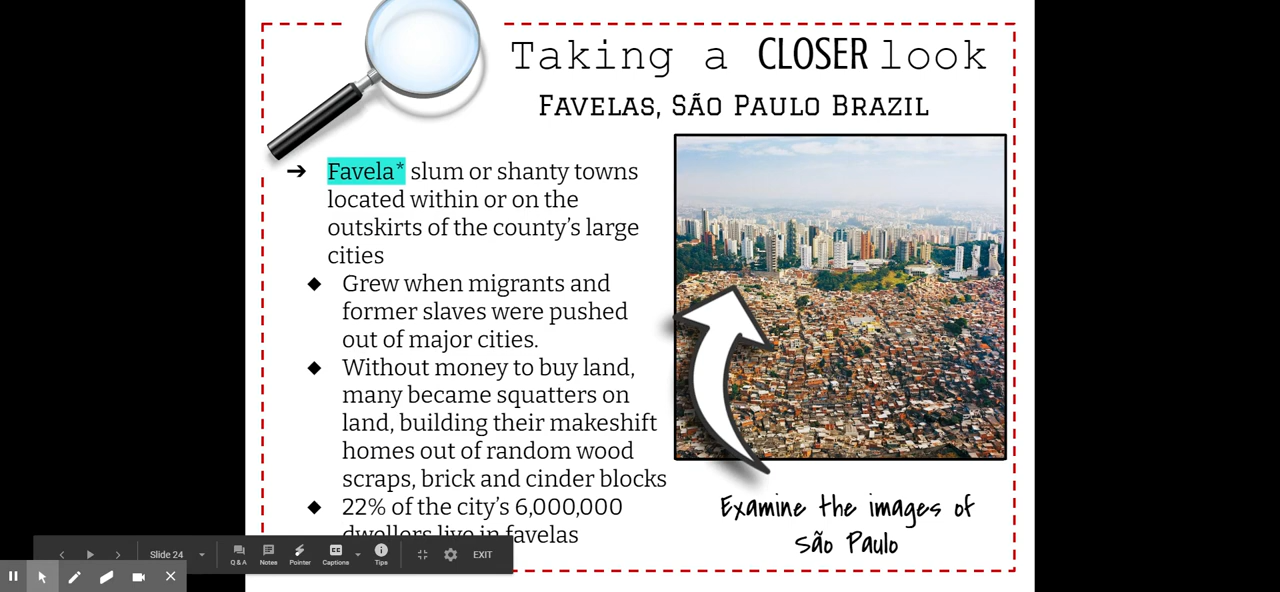 Taking a CLOSER look
FAVELAS, SÃO PAULO BRAZIL
➔ Favela* slum or shanty towns
located within or on the
outskirts of the county's large
cities
◆ Grew when migrants and
former slaves were pushed
out of major cities.
◆ Without money to buy land,
many became squatters on
land, building their makeshift
homes out of random wood
scraps, brick and cinder blocks
◆ 22% of the city's 6,000,000
dwellers live in favelas
Examine the images of
são Paulo
Slide 24
Q & A
Notes
Pointer
CC
Captions
Tips
EXIT